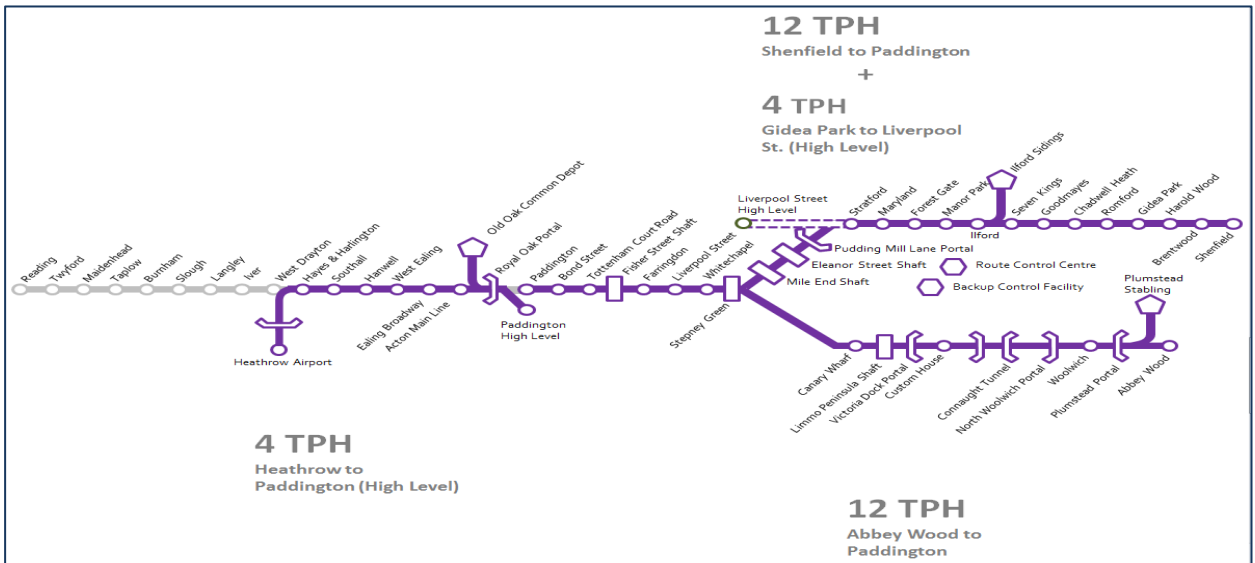 12 TPH
Shenfield to Paddington
+
4 TPH
Gidea Park to Liverpool
St. (High Level)
Reading
Twyford
Maidenhead
Taplow
Burnham
Slough
Langley
Iver
West Drayton
Hayes & Harlington
Southall
Hanwell
West Ealing
Ealing Broadway
Acton Main Line
Old Oak Common Depot
Royal Oak Portal
Paddington
Paddington
High Level
Bond Street
Tottenham Court Road
Fisher Street Shaft
Farringdon
Liverpool Street
Whitechapel
Stepney Green
Liverpool Street
High Level
Stratford
Maryland
Forest Gate
Manor Park
Ilford
Ilford Sidings
Seven Kings
Goodmayes
Chadwell Heath
Romford
Gidea Park
Harold Wood
Brentwood
Shenfield
Pudding Mill Lane Portal
Eleanor Street Shaft
Mile End Shaft
Route Control Centre
Backup Control Facility
Plumstead
Stabling
Heathrow Airport
Canary Wharf
Limmo Peninsula Shaft
Victoria Dock Portal
Custom House
Connaught Tunnel
North Woolwich Portal
Woolwich
Plumstead Portal
Abbey Wood
4 TPH
Heathrow to
Paddington (High Level)
12 TPH
Abbey Wood to
Paddington